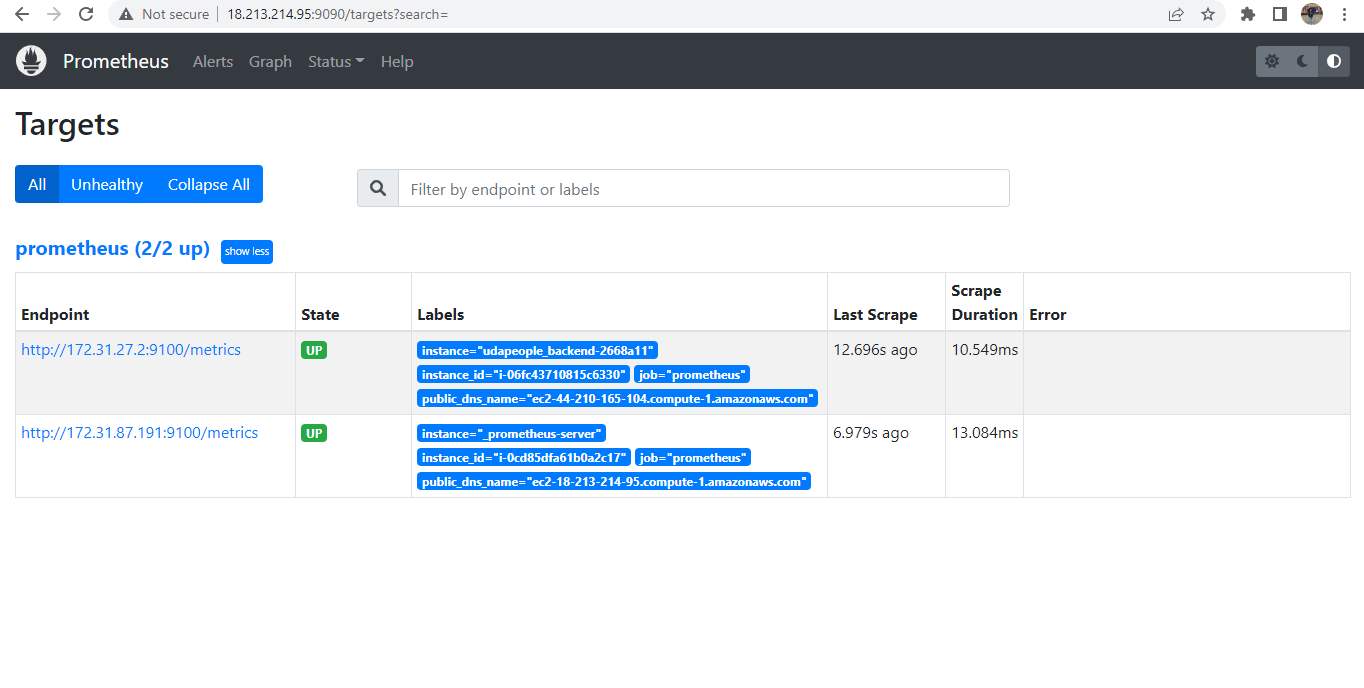 Not secure 18.213.214.95:9090/targets?search=
Prometheus Alerts Graph Status Help
Targets
All Unhealthy Collapse All Filter by endpoint or labels
prometheus (2/2 up) show less
Endpoint State Labels Last Scrape Scrape Duration Error
http://172.31.27.2:9100/metrics UP instance="udapeople_backend-2668a11" 12.696s ago 10.549ms
instance_id="i-06fc43710815c6330" job="prometheus"
public_dns_name="ec2-44-210-165-104.compute-1.amazonaws.com"
http://172.31.87.191:9100/metrics UP instance="_prometheus-server" 6.979s ago 13.084ms
instance_id="i-0cd85dfa61b0a2c17" job="prometheus"
public_dns_name="ec2-18-213-214-95.compute-1.amazonaws.com"